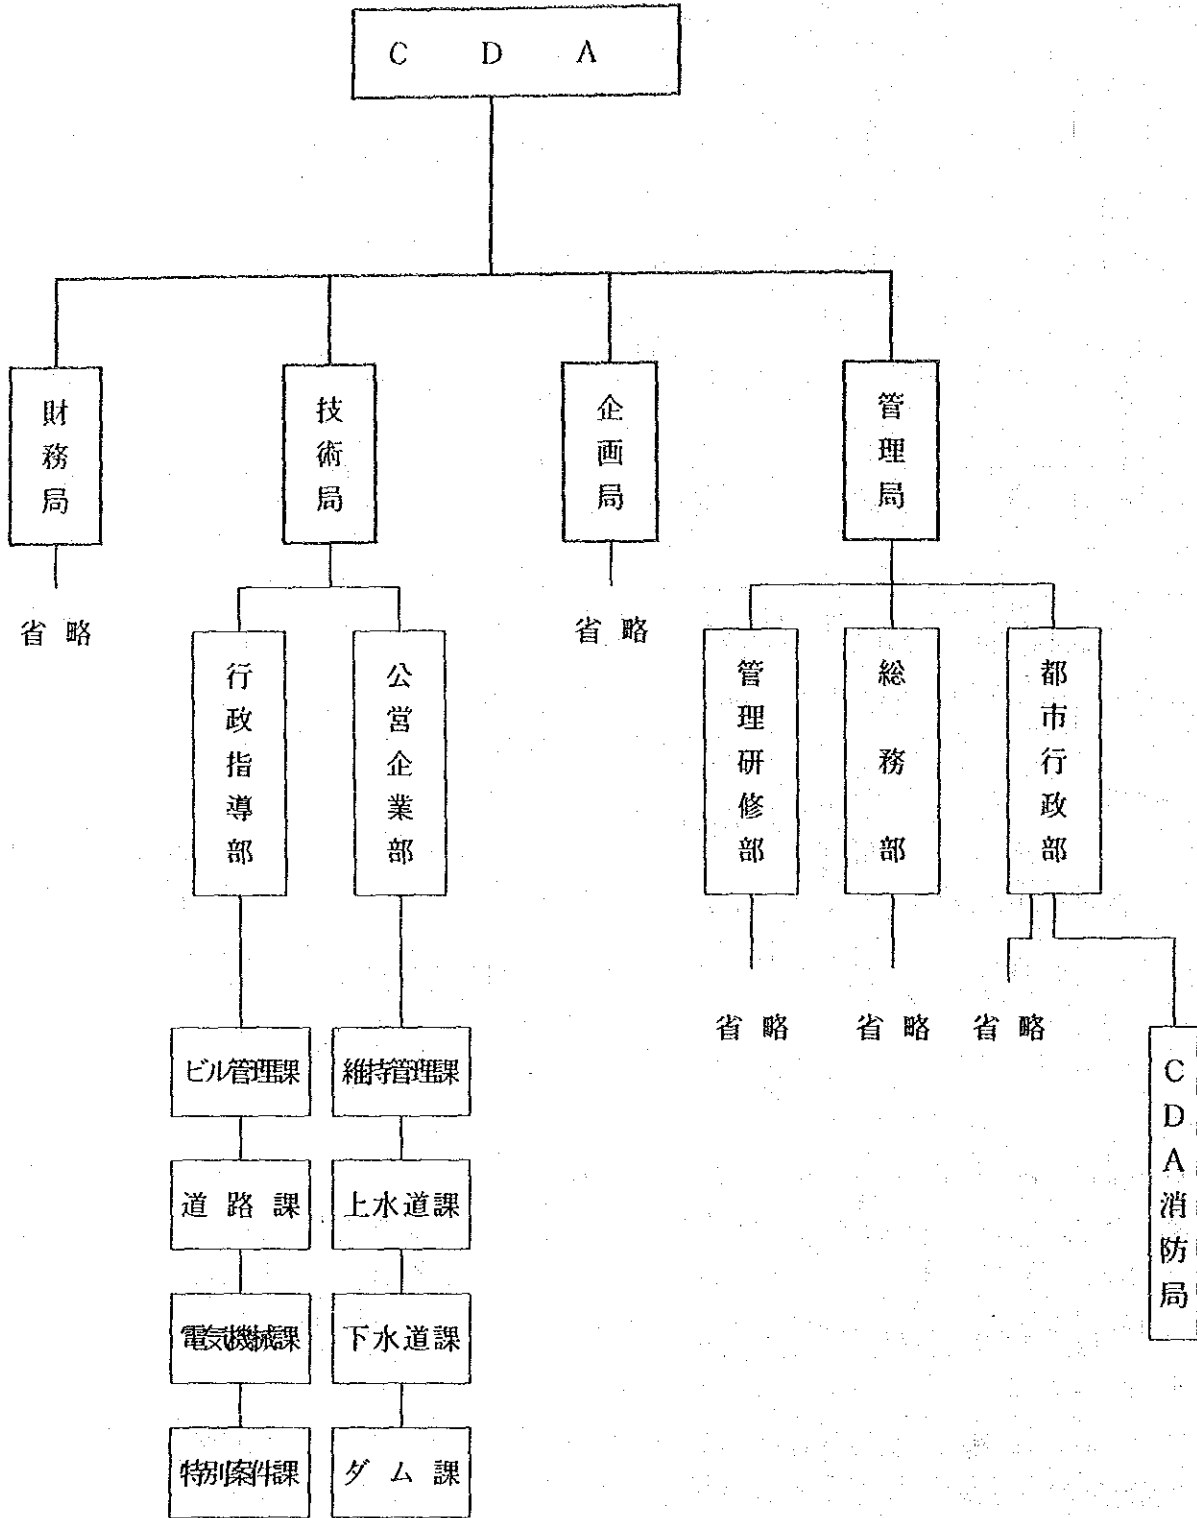 C D A
財務局
技術局
企画局
管理局
省略
省略
行政指導部
公営企業部
管理研修部
総務部
都市行政部
省略
省略
省略
ビル管理課
維持管理課
道路課
上水道課
電気機械課
下水道課
特別案件課
ダム課
CDA消防局